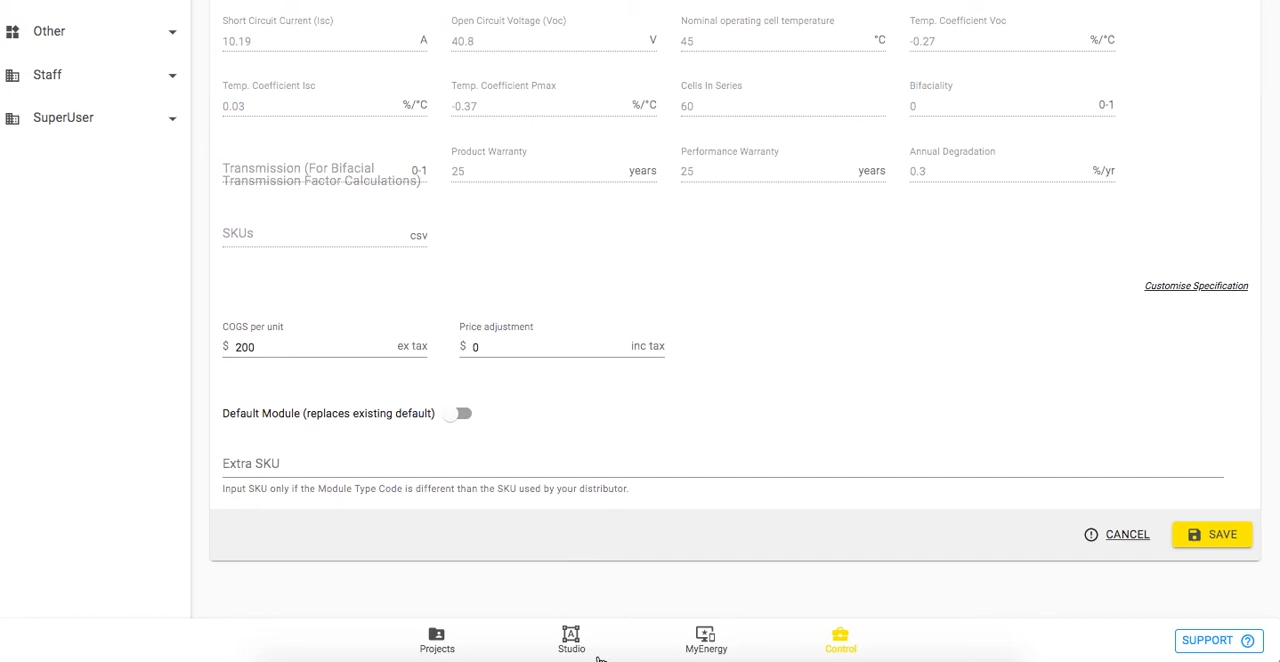 Other
Staff
SuperUser
Short Circuit Current (Isc)
10.19 A
Open Circuit Voltage (Voc)
40.8 V
Nominal operating cell temperature
45 °C
Temp. Coefficient Voc
-0.27 %/°C
Temp. Coefficient Isc
0.03 %/°C
Temp. Coefficient Pmax
-0.37 %/°C
Cells In Series
60
Bifaciality
0 0-1
Transmission (For Bifacial
Transmission Factor Calculations)
0-1
Product Warranty
25 years
Performance Warranty
25 years
Annual Degradation
0.3 %/yr
SKUs csv
Customise Specification
COGS per unit
$ 200 ex tax
Price adjustment
$ 0 inc tax
Default Module (replaces existing default)
Extra SKU
Input SKU only if the Module Type Code is different than the SKU used by your distributor.
CANCEL
SAVE
Projects
Studio
MyEnergy
Control
SUPPORT